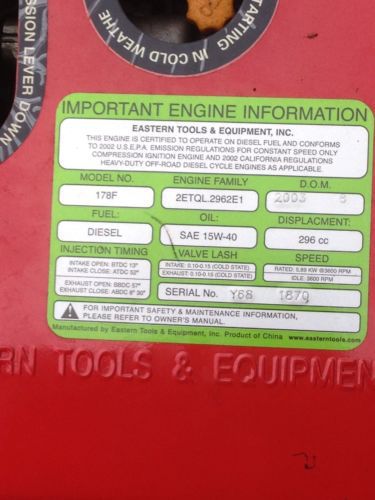 SSION LEVER DOWN
STARTING
IN COLD WEATHE
IMPORTANT ENGINE INFORMATION
EASTERN TOOLS & EQUIPMENT, INC.
THIS ENGINE IS CERTIFIED TO OPERATE ON DIESEL FUEL AND CONFORMS
TO 2002 U.S.E.P.A. EMISSION REGULATIONS FOR CONSTANT SPEED ONLY
COMPRESSION IGNITION ENGINE AND 2002 CALIFORNIA REGULATIONS
HEAVY-DUTY OFF-ROAD DIESEL CYCLE ENGINES AS APPLICABLE.
MODEL NO. ENGINE FAMILY D.O.M.
178F 2ETQL.2962E1 2003 8
FUEL: OIL: DISPLACMENT:
DIESEL SAE 15W-40 296 cc
INJECTION TIMING VALVE LASH SPEED
INTAKE OPEN: BTDC 13° INTAKE: 0.10-0.15 (COLD STATE) RATED: 5.89 KW @3600 RPM
INTAKE CLOSE: ATDC 52° EXHAUST: 0.10-0.15 (COLD STATE) IDLE: 3600 RPM
EXHAUST OPEN: BBDC 57° SERIAL No. Y68 1870
EXHAUST CLOSE: ABDC 8° 30'
FOR IMPORTANT SAFETY & MAINTENANCE INFORMATION,
PLEASE REFER TO OWNER'S MANUAL.
Manufactured by Eastern Tools & Equipment, Inc. Product of China www.easterntools.com
RN TOOLS & EQUIPMEN